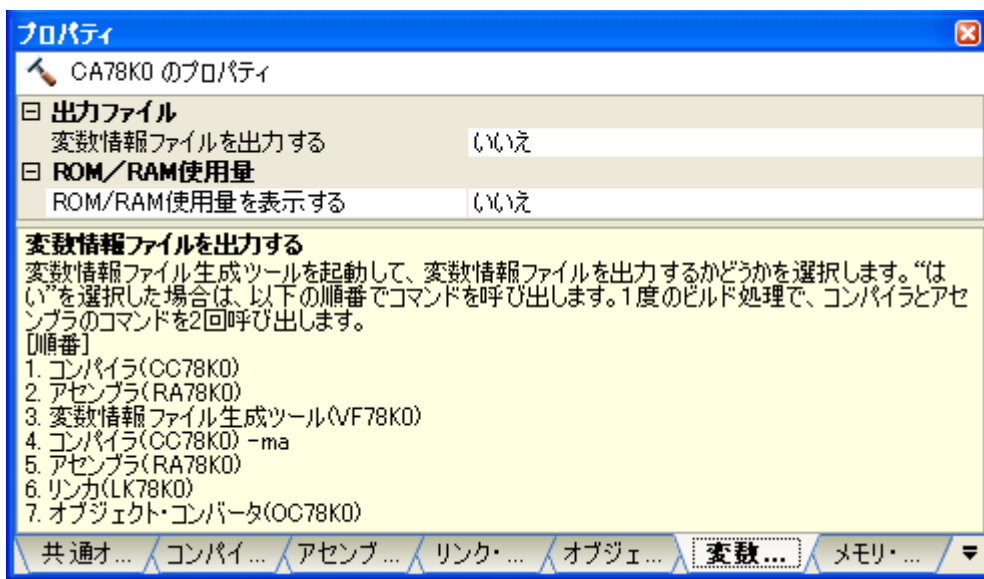 プロパティ
CA78K0 のプロパティ
出力ファイル
変数情報ファイルを出力する いいえ
ROM/RAM使用量
ROM/RAM使用量を表示する いいえ
変数情報ファイルを出力する
変数情報ファイル生成ツールを起動して、変数情報ファイルを出力するかどうかを選択します。“は
い”を選択した場合は、以下の順番でコマンドを呼び出します。1度のビルド処理で、コンパイラとアセ
ンブラのコマンドを2回呼び出します。
[順番]
1. コンパイラ(CC78K0)
2. アセンブラ(RA78K0)
3. 変数情報ファイル生成ツール(VF78K0)
4. コンパイラ(CC78K0) -ma
5. アセンブラ(RA78K0)
6. リンカ(LK78K0)
7. オブジェクト・コンバータ(OC78K0)
共通オ... コンパイ... アセンブ... リンク・... オブジェ... 変数... メモリ・...